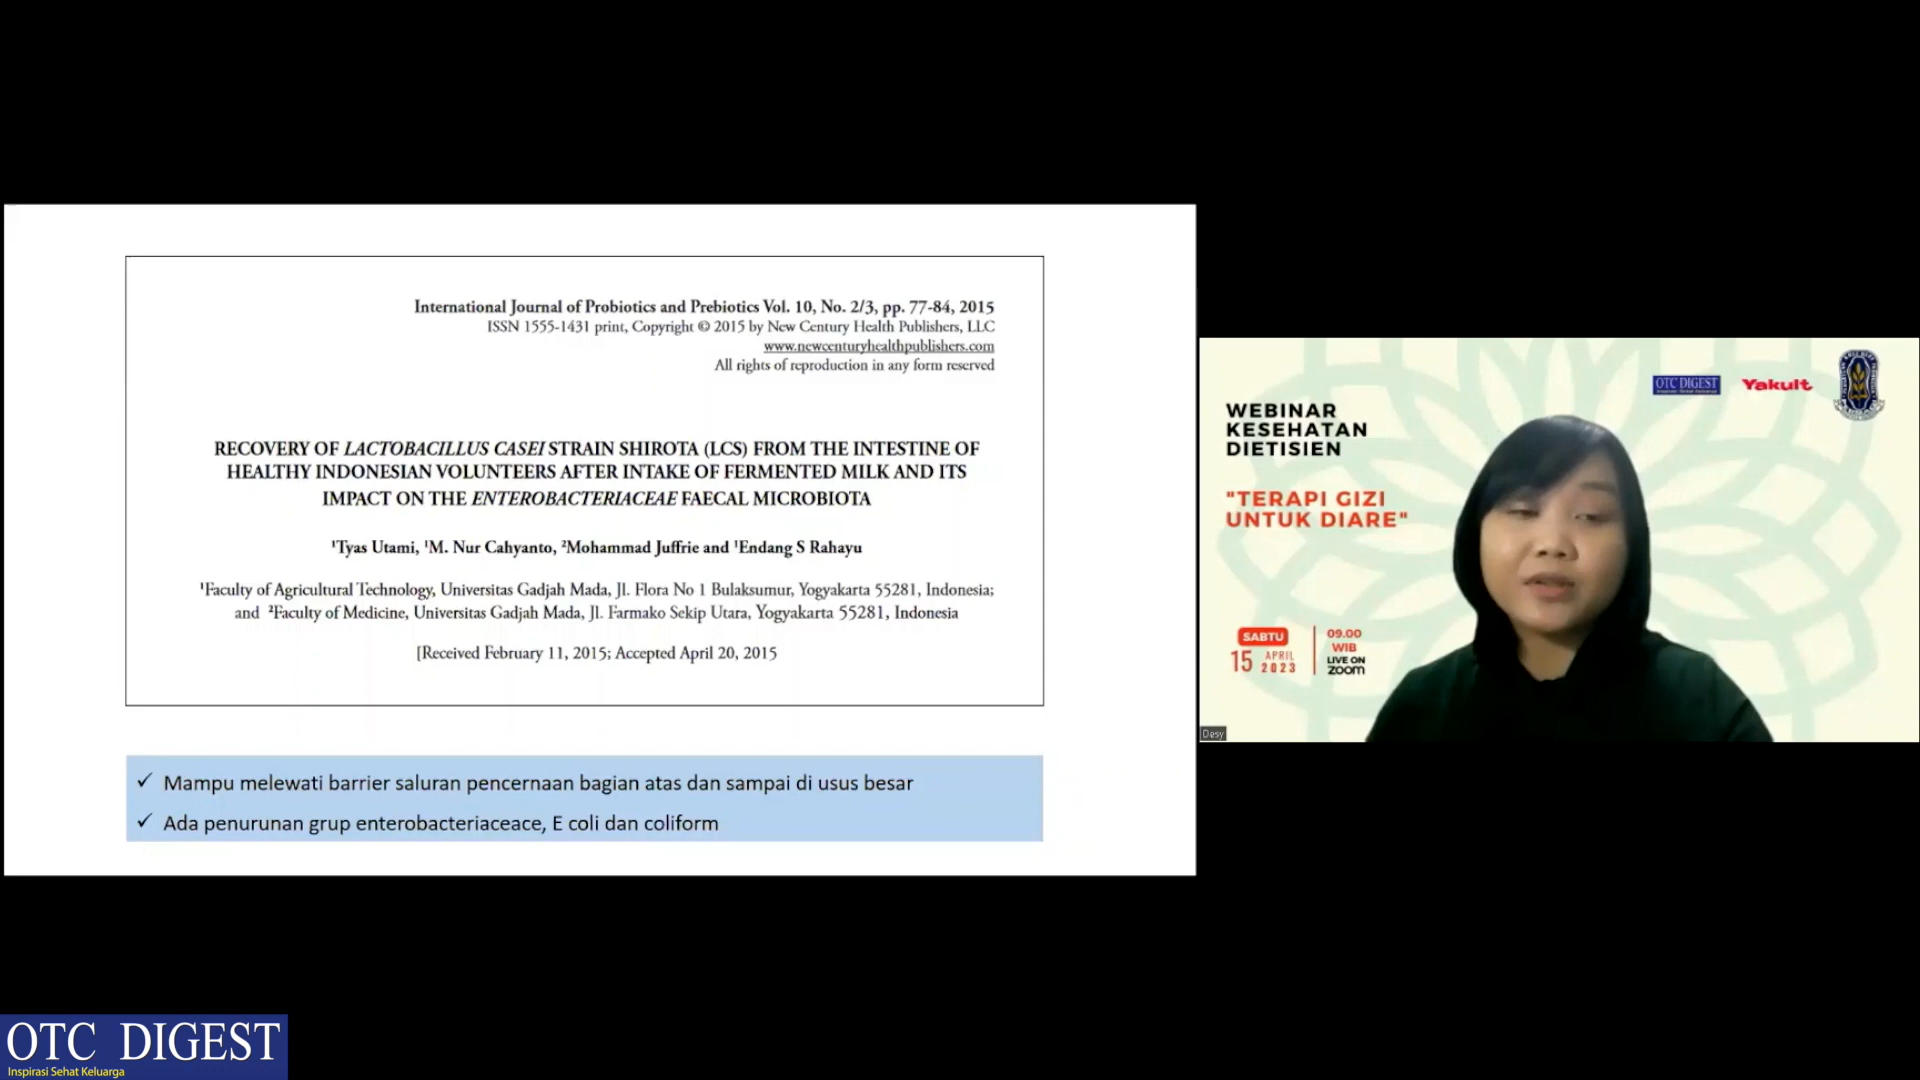 International Journal of Probiotics and Prebiotics Vol. 10, No. 2/3, pp. 77-84, 2015
ISSN 1555-1431 print, Copyright © 2015 by New Century Health Publishers, LLC
www.newcenturyhealthpublishers.com
All rights of reproduction in any form reserved
RECOVERY OF LACTOBACILLUS CASEI STRAIN SHIROTA (LCS) FROM THE INTESTINE OF
HEALTHY INDONESIAN VOLUNTEERS AFTER INTAKE OF FERMENTED MILK AND ITS
IMPACT ON THE ENTEROBACTERIACEAE FAECAL MICROBIOTA
¹Tyas Utami, ¹M. Nur Cahyanto, ²Mohammad Juffrie and ¹Endang S Rahayu
¹Faculty of Agricultural Technology, Universitas Gadjah Mada, Jl. Flora No 1 Bulaksumur, Yogyakarta 55281, Indonesia;
and ²Faculty of Medicine, Universitas Gadjah Mada, Jl. Farmako Sekip Utara, Yogyakarta 55281, Indonesia
[Received February 11, 2015; Accepted April 20, 2015
✓ Mampu melewati barrier saluran pencernaan bagian atas dan sampai di usus besar
✓ Ada penurunan grup enterobacteriaceace, E coli dan coliform
OTC DIGEST
Yakult
WEBINAR
KESEHATAN
DIETISIEN
"TERAPI GIZI
UNTUK DIARE"
SABTU
15 APRIL 2023
09.00
WIB
LIVE ON
zoom
Desy
OTC DIGEST
Inspirasi Sehat Keluarga